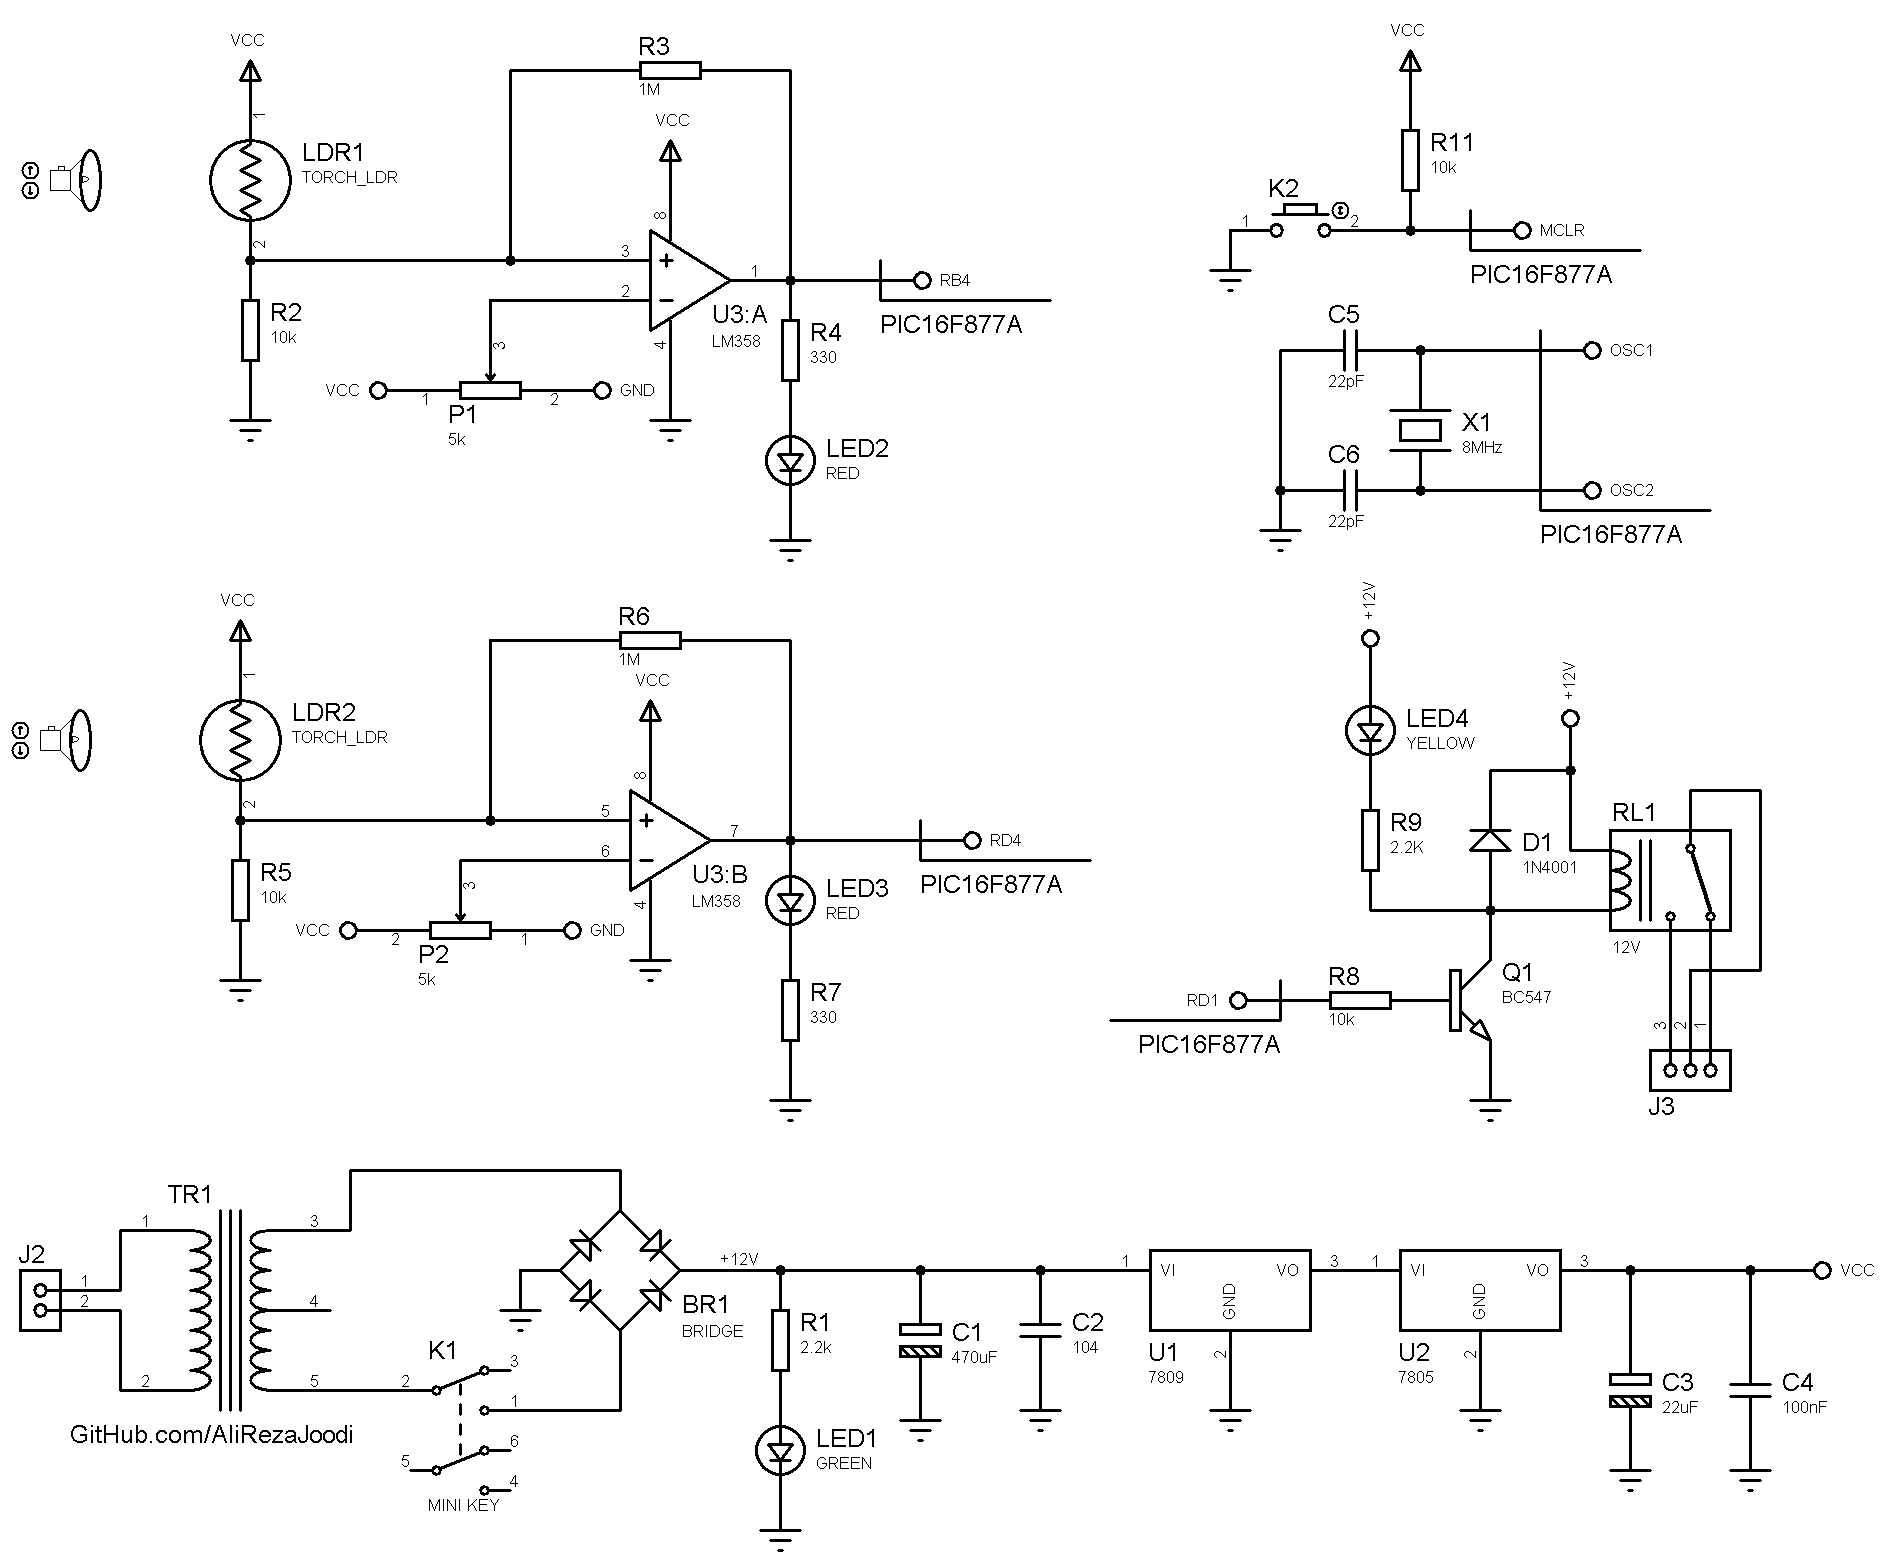 VCC
1
LDR1
TORCH_LDR
2
R2
10k
R3
1M
VCC
8
3
2
1
4
U3:A
LM358
VCC
1
3
2
GND
P1
5k
R4
330
LED2
RED
RB4
PIC16F877A
VCC
R11
10k
K2
1
2
MCLR
PIC16F877A
C5
22pF
OSC1
X1
8MHz
C6
22pF
OSC2
PIC16F877A
VCC
1
LDR2
TORCH_LDR
2
R5
10k
R6
1M
VCC
8
5
6
7
4
U3:B
LM358
VCC
2
3
1
GND
P2
5k
LED3
RED
R7
330
RD4
PIC16F877A
+12V
LED4
YELLOW
R9
2.2K
+12V
D1
1N4001
RL1
12V
Q1
BC547
RD1
R8
10k
PIC16F877A
3
2
1
J3
J2
1
2
TR1
1
2
3
4
5
GitHub.com/AliRezaJoodi
K1
2
3
1
5
6
4
MINI KEY
BR1
BRIDGE
+12V
R1
2.2k
LED1
GREEN
C1
470uF
C2
104
1
VI
VO
3
GND
2
U1
7809
1
VI
VO
3
GND
2
U2
7805
C3
22uF
C4
100nF
VCC